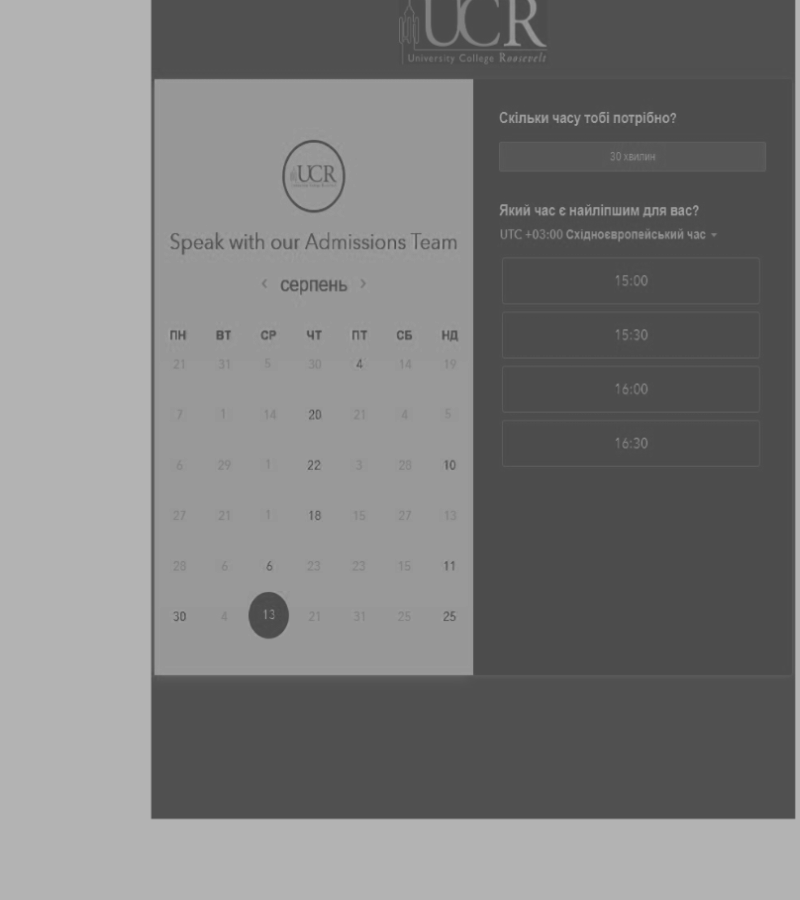 UCR
University College Roosevelt
UCR
Speak with our Admissions Team
‹ серпень ›
ПН ВТ СР ЧТ ПТ СБ НД
21 31 5 30 4 14 19
7 1 14 20 21 4 5
6 29 1 22 3 28 10
27 21 1 18 15 27 13
28 6 6 23 23 15 11
30 4 13 21 31 25 25
Скільки часу тобі потрібно?
30 хвилин
Який час є найліпшим для вас?
UTC +03:00 Східноєвропейський час
15:00
15:30
16:00
16:30